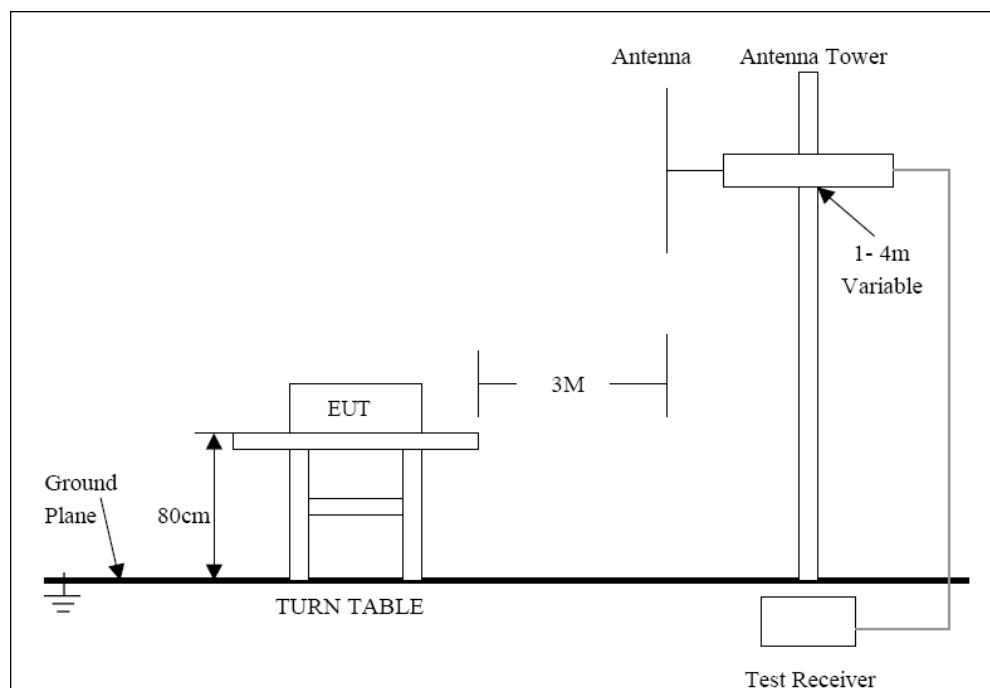 Antenna
Antenna Tower
1- 4m
Variable
3M
EUT
Ground
Plane
80cm
TURN TABLE
Test Receiver